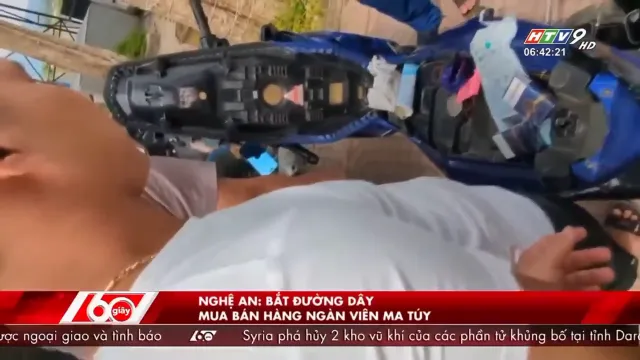 HTV9 HD
06:42:21
NGHỆ AN: BẮT ĐƯỜNG DÂY
MUA BÁN HÀNG NGÀN VIÊN MA TÚY
60 giây
ược ngoại giao và tình báo Syria phá hủy 2 kho vũ khí của các phần tử khủng bố tại tỉnh Dar